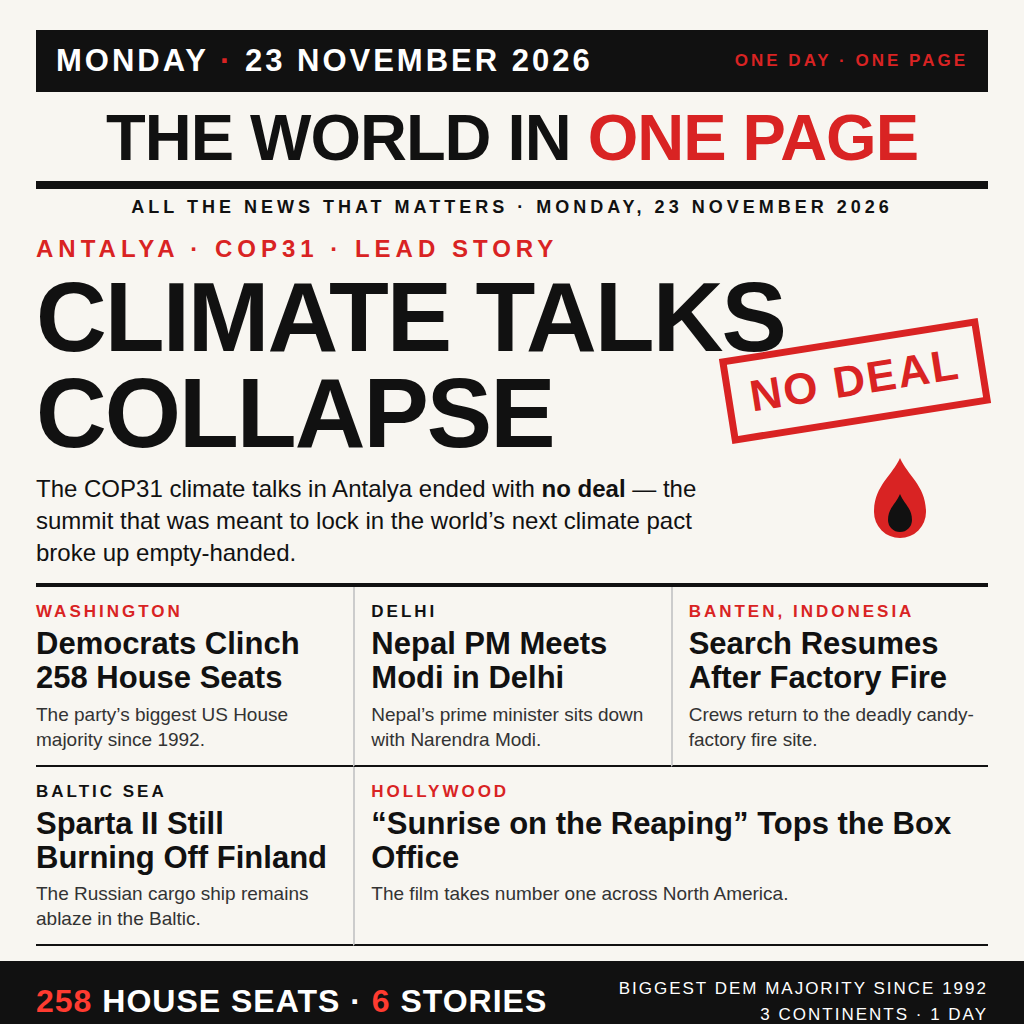 MONDAY · 23 NOVEMBER 2026
ONE DAY · ONE PAGE
THE WORLD IN ONE PAGE
ALL THE NEWS THAT MATTERS · MONDAY, 23 NOVEMBER 2026
ANTALYA · COP31 · LEAD STORY
CLIMATE TALKS
COLLAPSE
NO DEAL
The COP31 climate talks in Antalya ended with no deal — the
summit that was meant to lock in the world’s next climate pact
broke up empty-handed.
WASHINGTON
Democrats Clinch
258 House Seats
The party’s biggest US House
majority since 1992.
DELHI
Nepal PM Meets
Modi in Delhi
Nepal’s prime minister sits down
with Narendra Modi.
BANTEN, INDONESIA
Search Resumes
After Factory Fire
Crews return to the deadly candy-
factory fire site.
BALTIC SEA
Sparta II Still
Burning Off Finland
The Russian cargo ship remains
ablaze in the Baltic.
HOLLYWOOD
“Sunrise on the Reaping” Tops the Box
Office
The film takes number one across North America.
258 HOUSE SEATS · 6 STORIES
BIGGEST DEM MAJORITY SINCE 1992
3 CONTINENTS · 1 DAY